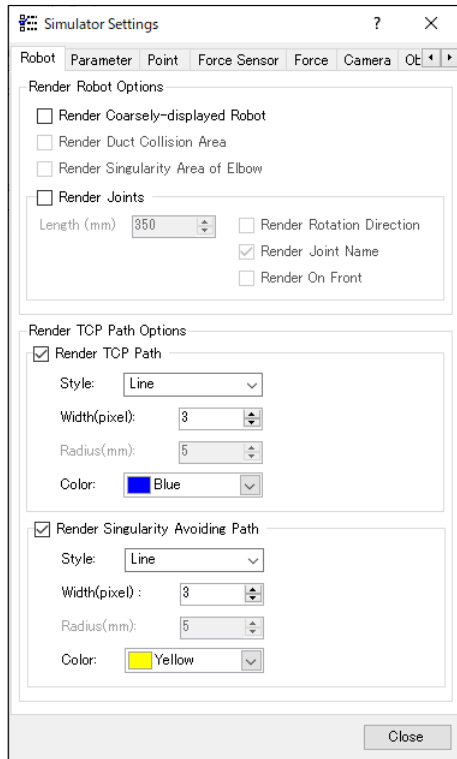 Simulator Settings ? ×
Robot Parameter Point Force Sensor Force Camera
Render Robot Options
Render Coarsely-displayed Robot
Render Duct Collision Area
Render Singularity Area of Elbow
Render Joints
Length (mm) 350 Render Rotation Direction
Render Joint Name
Render On Front
Render TCP Path Options
Render TCP Path
Style: Line
Width(pixel): 3
Radius(mm): 5
Color: Blue
Render Singularity Avoiding Path
Style: Line
Width(pixel) : 3
Radius(mm): 5
Color: Yellow
Close